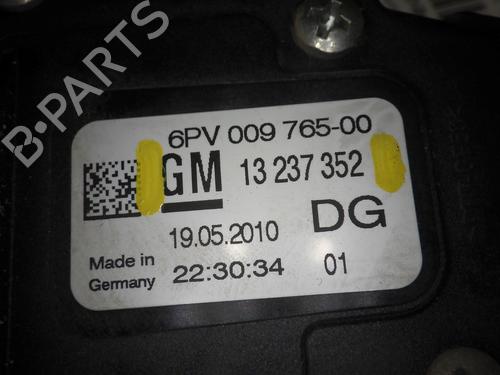 B-PARTS
6PV 009 765-00
GM 13 237 352
19.05.2010 DG
Made in
Germany
22:30:34 01